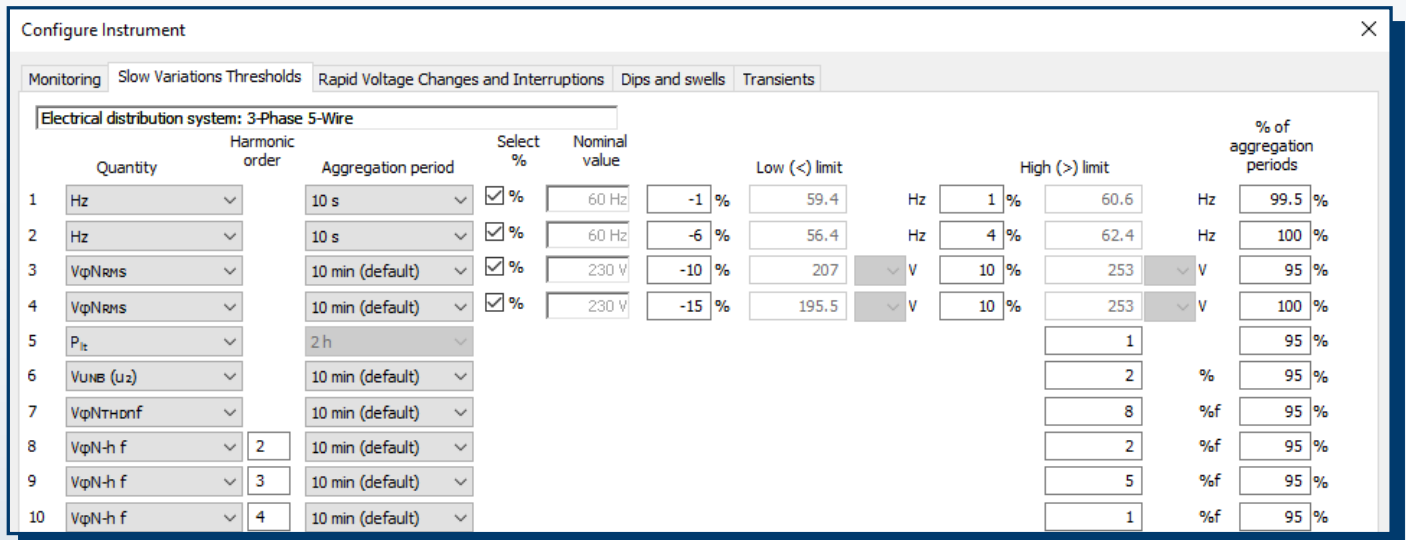 Configure Instrument
Monitoring Slow Variations Thresholds Rapid Voltage Changes and Interruptions Dips and swells Transients
Electrical distribution system: 3-Phase 5-Wire
Quantity Harmonic order Aggregation period Select % Nominal value Low (<) limit High (>) limit % of aggregation periods
1 Hz 10 s % 60 Hz -1 % 59.4 Hz 1 % 60.6 Hz 99.5 %
2 Hz 10 s % 60 Hz -6 % 56.4 Hz 4 % 62.4 Hz 100 %
3 VφNRMS 10 min (default) % 230 V -10 % 207 V 10 % 253 V 95 %
4 VφNRMS 10 min (default) % 230 V -15 % 195.5 V 10 % 253 V 100 %
5 Plt 2 h 1 95 %
6 VUNB (u2) 10 min (default) 2 % 95 %
7 VφNTHDnf 10 min (default) 8 %f 95 %
8 VφN-h f 2 10 min (default) 2 %f 95 %
9 VφN-h f 3 10 min (default) 5 %f 95 %
10 VφN-h f 4 10 min (default) 1 %f 95 %